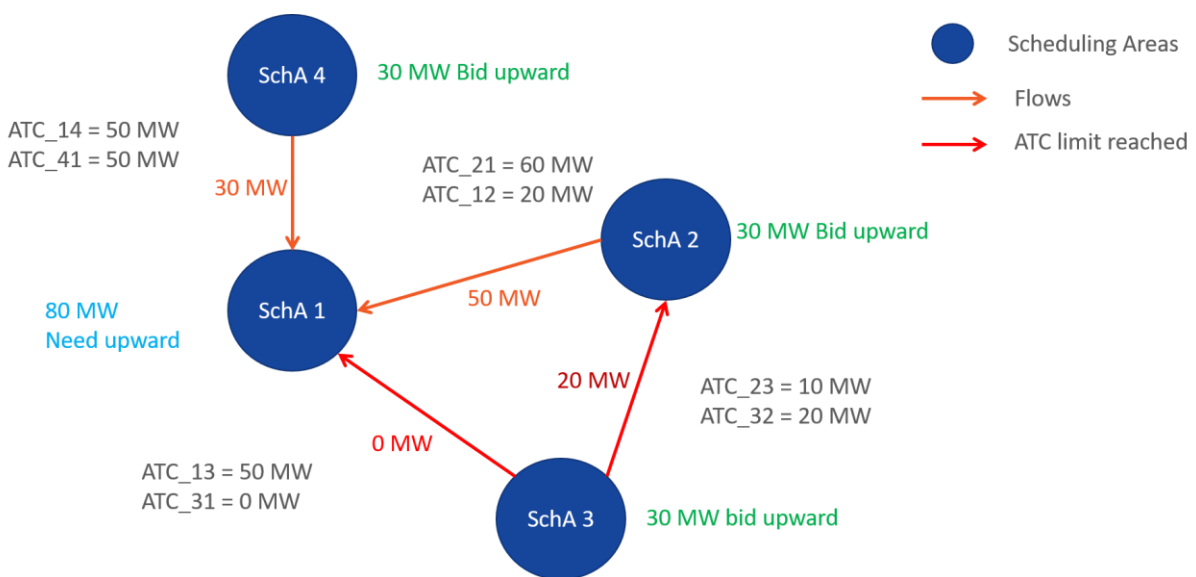 SchA 4
30 MW Bid upward
Scheduling Areas
Flows
ATC limit reached
ATC_14 = 50 MW
ATC_41 = 50 MW
30 MW
ATC_21 = 60 MW
ATC_12 = 20 MW
SchA 2
30 MW Bid upward
50 MW
SchA 1
80 MW
Need upward
20 MW
ATC_23 = 10 MW
ATC_32 = 20 MW
0 MW
ATC_13 = 50 MW
ATC_31 = 0 MW
SchA 3
30 MW bid upward